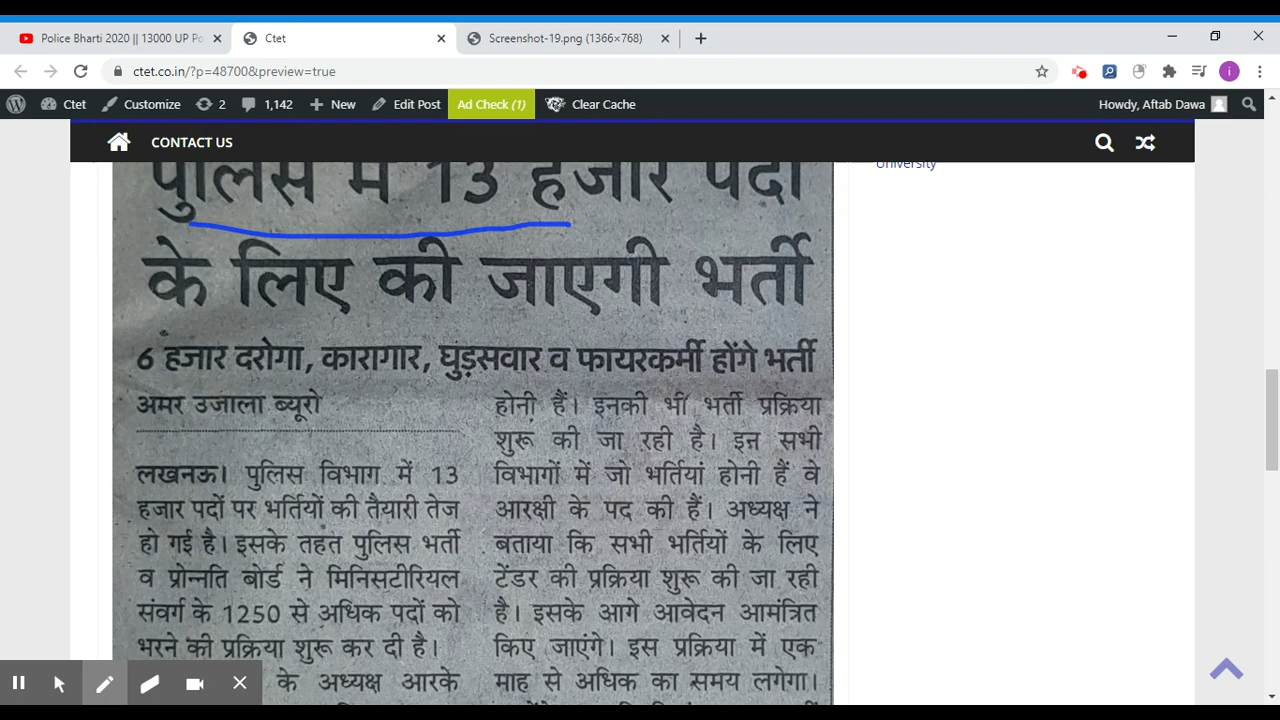 Police Bharti 2020 || 13000 UP Po
Ctet
Screenshot-19.png (1366×768)
ctet.co.in/?p=48700&preview=true
i
Ctet
Customize
2
1,142
New
Edit Post
Ad Check (1)
Clear Cache
Howdy, Aftab Dawa
CONTACT US
University
पुलिस में 13 हजार पदों
के लिए की जाएगी भर्ती
6 हजार दरोगा, कारागार, घुड़सवार व फायरकर्मी होंगे भर्ती
अमर उजाला ब्यूरो
लखनऊ। पुलिस विभाग में 13
हजार पदों पर भर्तियों की तैयारी तेज
हो गई है। इसके तहत पुलिस भर्ती
व प्रोन्नति बोर्ड ने मिनिसटीरियल
संवर्ग के 1250 से अधिक पदों को
भरने की प्रक्रिया शुरू कर दी है।
के अध्यक्ष आरके
होनी हैं। इनकी भी भर्ती प्रक्रिया
शुरू की जा रही है। इन सभी
विभागों में जो भर्तियां होनी हैं वे
आरक्षी के पद की हैं। अध्यक्ष ने
बताया कि सभी भर्तियों के लिए
टेंडर की प्रक्रिया शुरू की जा रही
है। इसके आगे आवेदन आमंत्रित
किए जाएंगे। इस प्रक्रिया में एक
माह से अधिक का समय लगेगा।